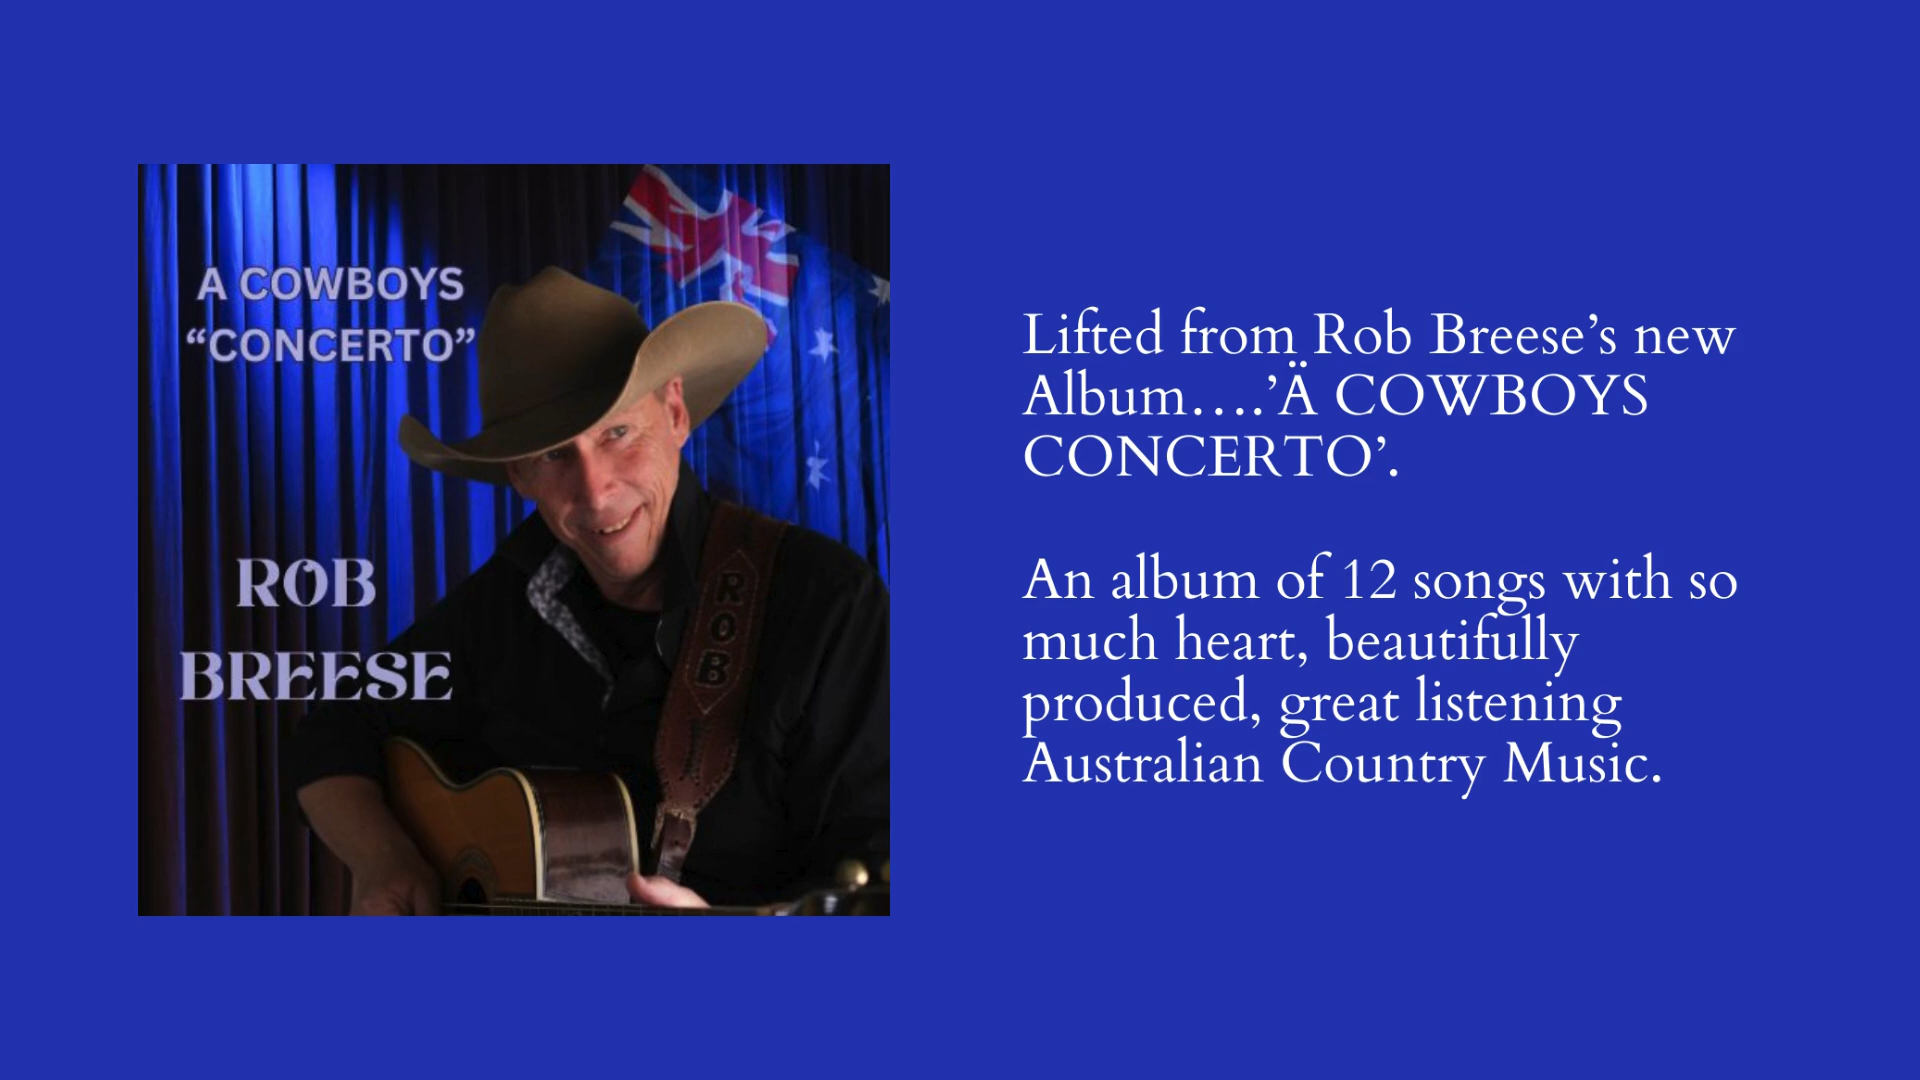 A COWBOYS
“CONCERTO”
ROB
BREESE
ROB
Lifted from Rob Breese’s new
Album….’Ä COWBOYS
CONCERTO’.
An album of 12 songs with so
much heart, beautifully
produced, great listening
Australian Country Music.